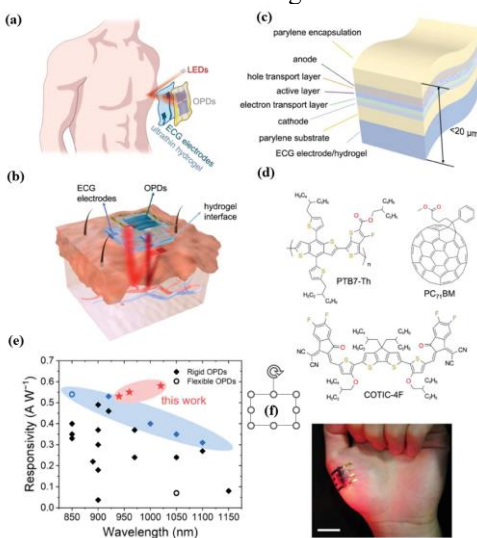 (a)
LEDs
OPDs
ECG electrodes
ultrathin hydrogel
(b)
ECG
electrodes
OPDs
hydrogel
interface
(c)
parylene encapsulation
anode
hole transport layer
active layer
electron transport layer
cathode
parylene substrate
ECG electrode/hydrogel
<20 μm
(d)
PTB7-Th
PC71BM
COTIC-4F
(e)
Responsivity (A W⁻¹)
0.6
0.5
0.4
0.3
0.2
0.1
0.0
Rigid OPDs
Flexible OPDs
this work
850 900 950 1000 1050 1100 1150
Wavelength (nm)
(f)